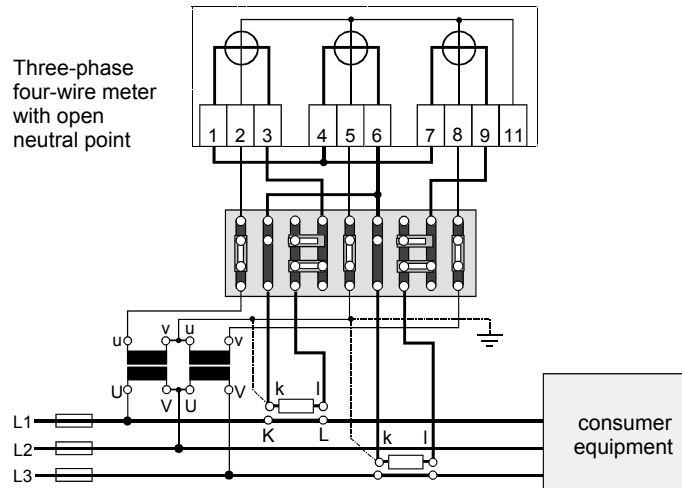 Three-phase
four-wire meter
with open
neutral point
1 2 3 4 5 6 7 8 9 11
u v u v
U V U V
k l
K L
k l
L1
L2
L3
consumer
equipment